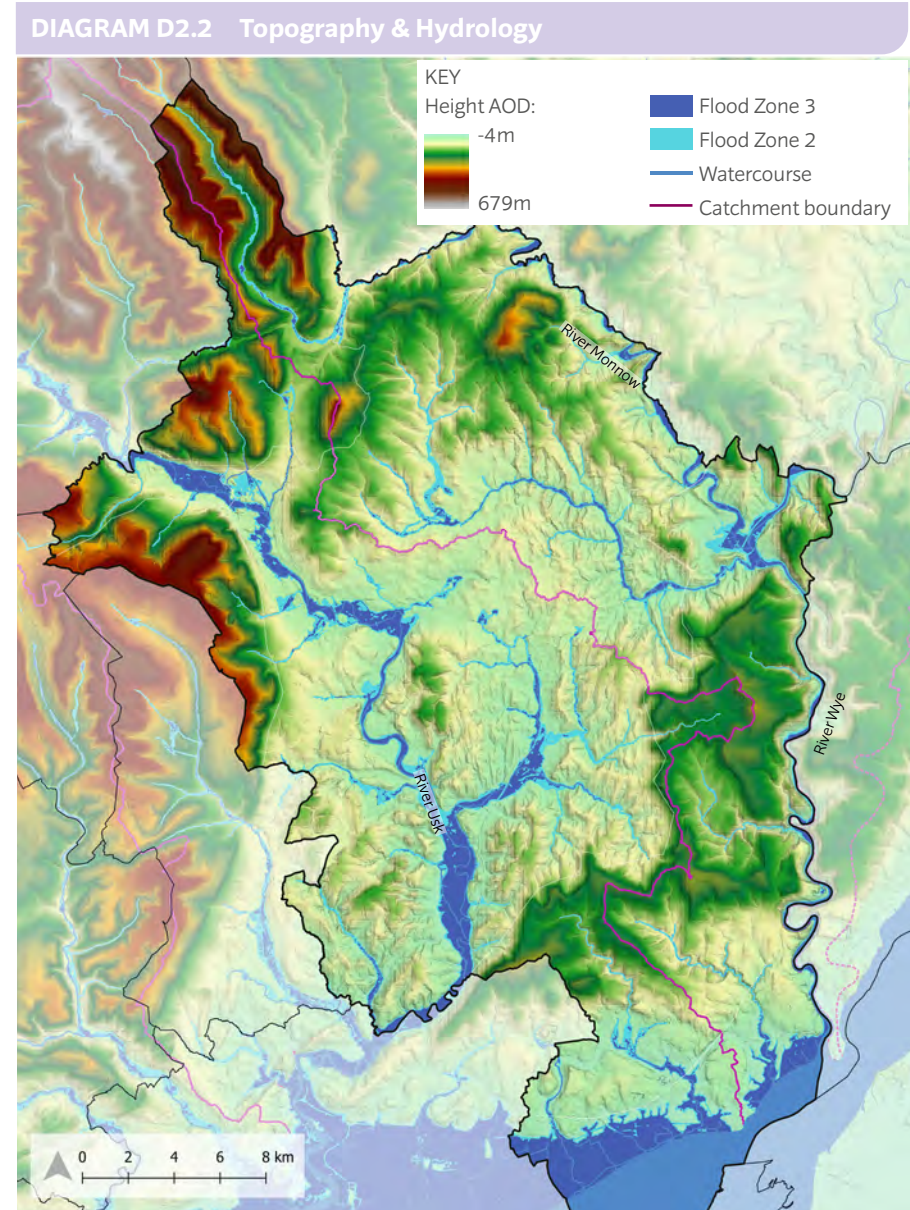 DIAGRAM D2.2 Topography & Hydrology
KEY
Height AOD:
-4m
679m
Flood Zone 3
Flood Zone 2
Watercourse
Catchment boundary
River Monnow
River Wye
River Usk
0 2 4 6 8 km